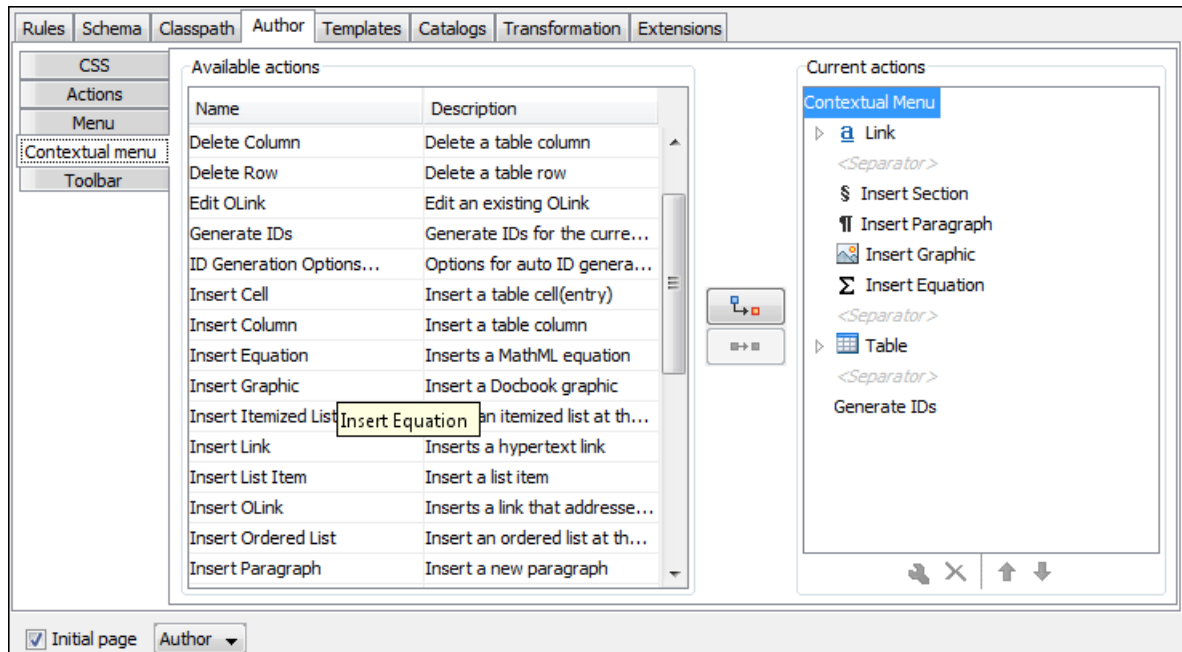 Rules Schema Classpath Author Templates Catalogs Transformation Extensions
CSS
Actions
Menu
Contextual menu
Toolbar
Available actions
Name Description
Delete Column Delete a table column
Delete Row Delete a table row
Edit OLink Edit an existing OLink
Generate IDs Generate IDs for the curre...
ID Generation Options... Options for auto ID genera...
Insert Cell Insert a table cell(entry)
Insert Column Insert a table column
Insert Equation Inserts a MathML equation
Insert Graphic Insert a Docbook graphic
Insert Itemized List an itemized list at th...
Insert Equation
Insert Link Inserts a hypertext link
Insert List Item Insert a list item
Insert OLink Inserts a link that addresse...
Insert Ordered List Insert an ordered list at th...
Insert Paragraph Insert a new paragraph
Current actions
Contextual Menu
a Link
<Separator>
§ Insert Section
¶ Insert Paragraph
Insert Graphic
Σ Insert Equation
<Separator>
Table
<Separator>
Generate IDs
Initial page Author